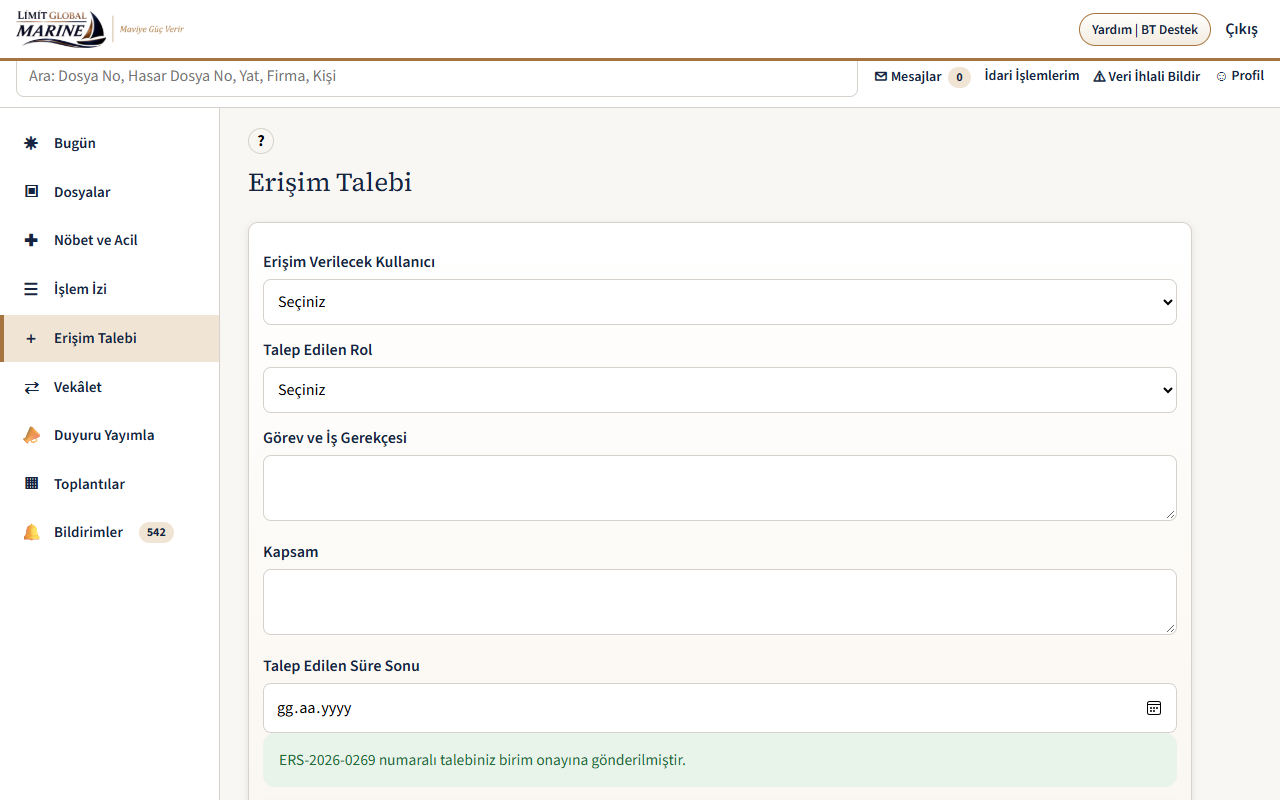 LİMİT GLOBAL
MARINE
Maviye Güç Verir
Yardım | BT Destek
Çıkış
Ara: Dosya No, Hasar Dosya No, Yat, Firma, Kişi
Mesajlar 0
İdari İşlemlerim
Veri İhlali Bildir
Profil
Bugün
Dosyalar
Nöbet ve Acil
İşlem İzi
Erişim Talebi
Vekâlet
Duyuru Yayımla
Toplantılar
Bildirimler 542
?
Erişim Talebi
Erişim Verilecek Kullanıcı
Seçiniz
Talep Edilen Rol
Seçiniz
Görev ve İş Gerekçesi
Kapsam
Talep Edilen Süre Sonu
gg.aa.yyyy
ERS-2026-0269 numaralı talebiniz birim onayına gönderilmiştir.